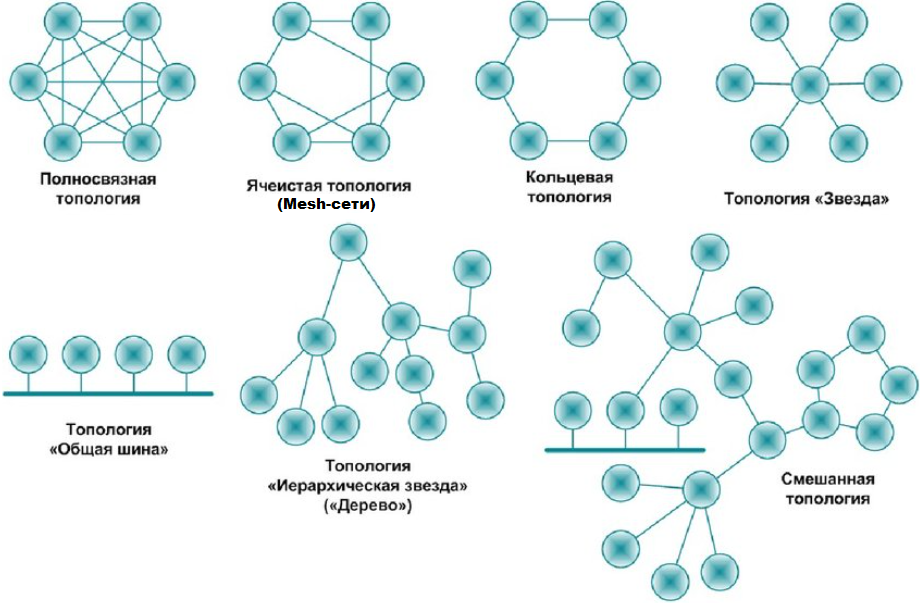 Полносвязная
топология
Ячеистая топология
(Mesh-сети)
Кольцевая
топология
Топология «Звезда»
Топология
«Общая шина»
Топология
«Иерархическая звезда»
(«Дерево»)
Смешанная
топология